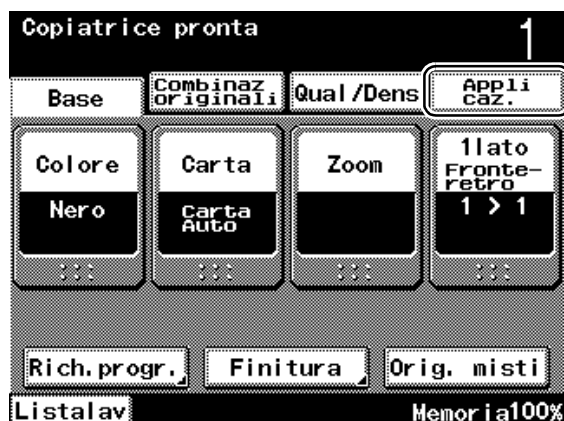 Copiatrice pronta
1
Base
Combinaz
originali
Qual/Dens
Appli
caz.
Colore
Nero
Carta
Carta
Auto
Zoom
1lato
Fronte-
retro
1 > 1
Rich.progr.
Finitura
Orig. misti
Listalav
Memoria100%